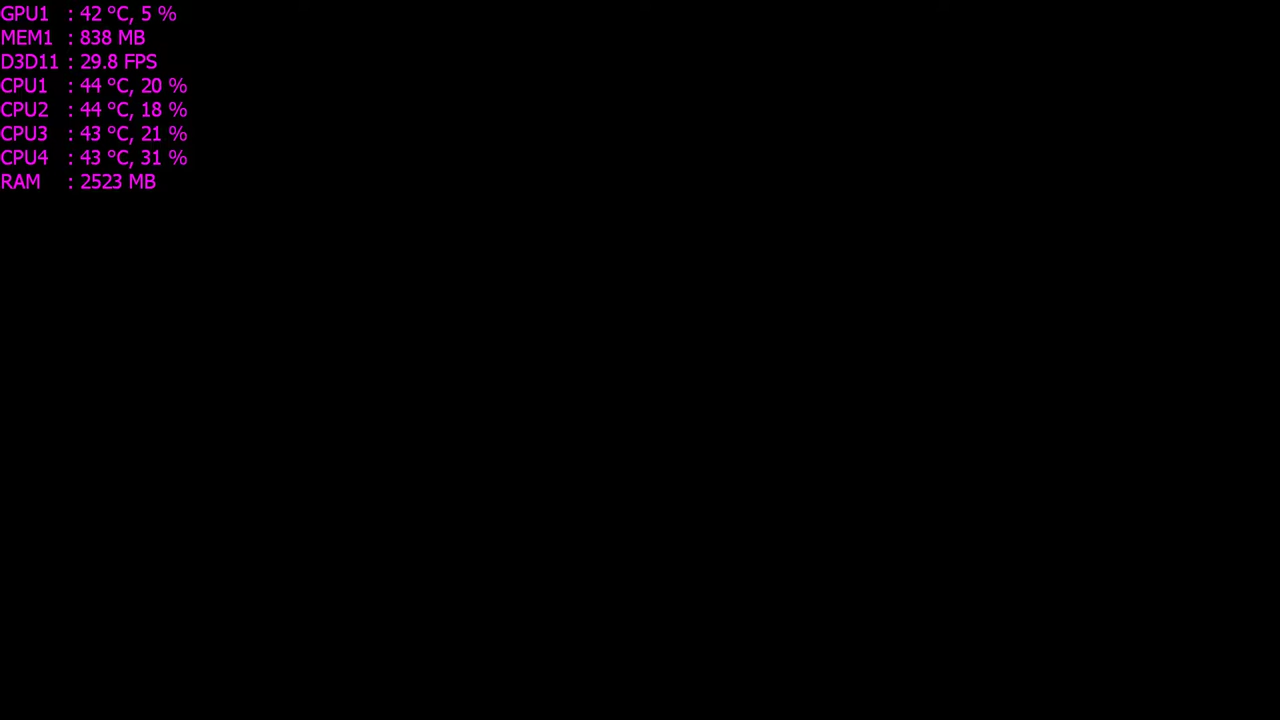 GPU1 : 42 °C, 5 %
MEM1 : 838 MB
D3D11 : 29.8 FPS
CPU1 : 44 °C, 20 %
CPU2 : 44 °C, 18 %
CPU3 : 43 °C, 21 %
CPU4 : 43 °C, 31 %
RAM : 2523 MB